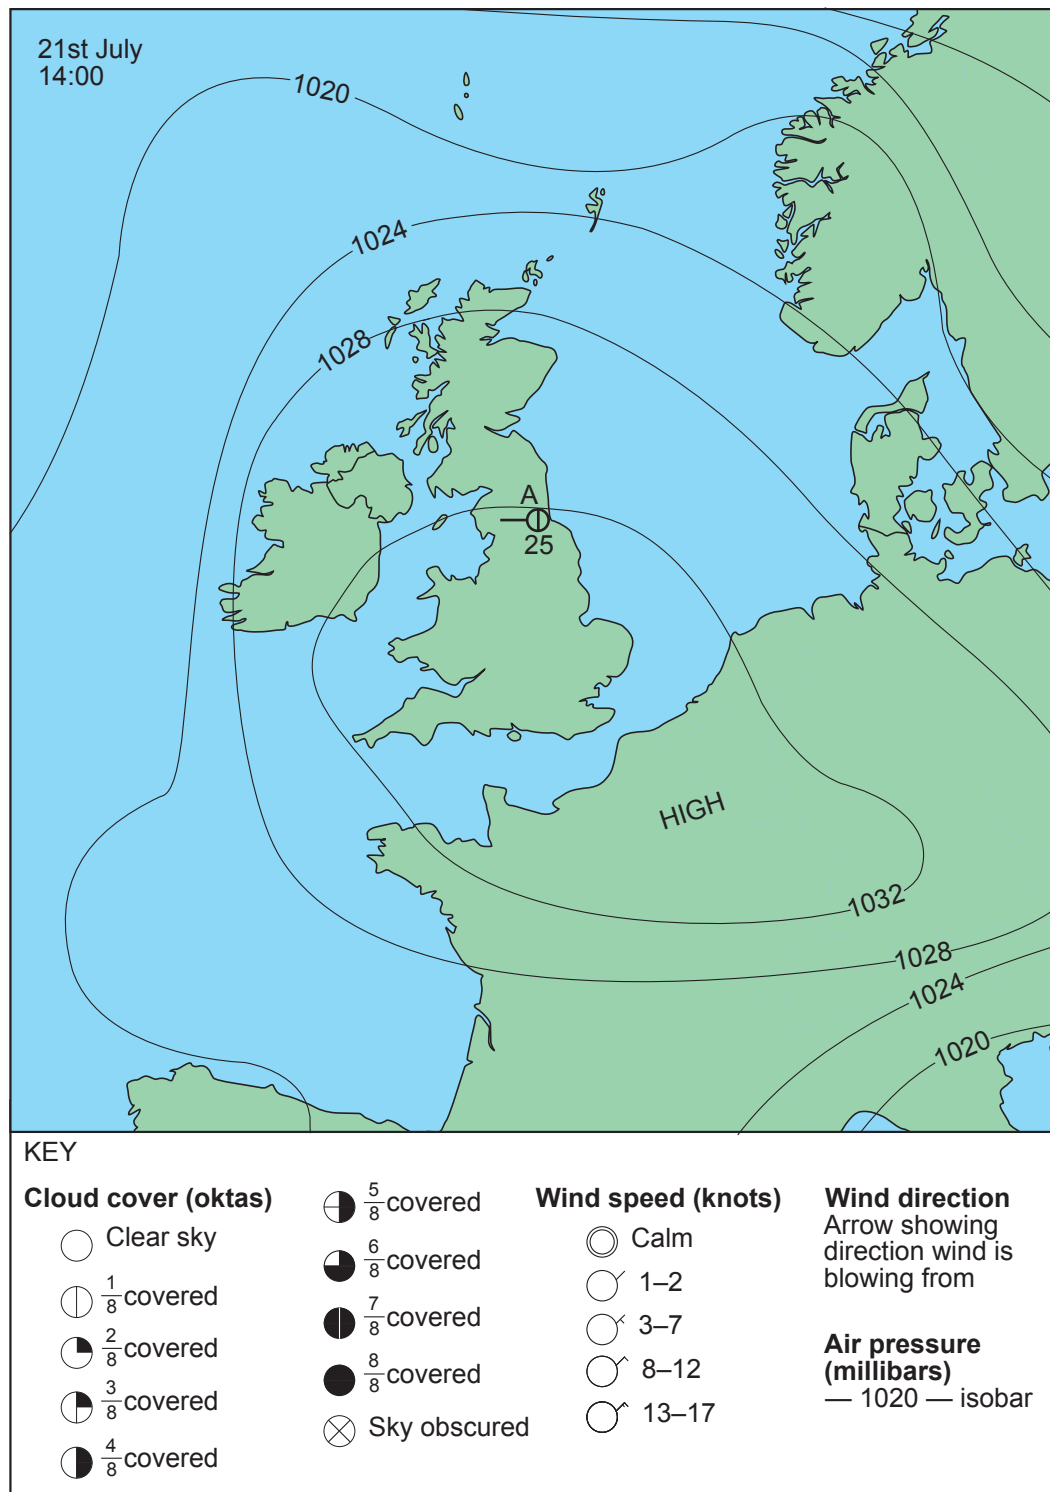 21st July
14:00
1020
1024
1028
A
25
HIGH
1032
1028
1024
1020
KEY
Cloud cover (oktas)
Clear sky
1/8 covered
2/8 covered
3/8 covered
4/8 covered
5/8 covered
6/8 covered
7/8 covered
8/8 covered
Sky obscured
Wind speed (knots)
Calm
1–2
3–7
8–12
13–17
Wind direction
Arrow showing
direction wind is
blowing from
Air pressure
(millibars)
— 1020 — isobar